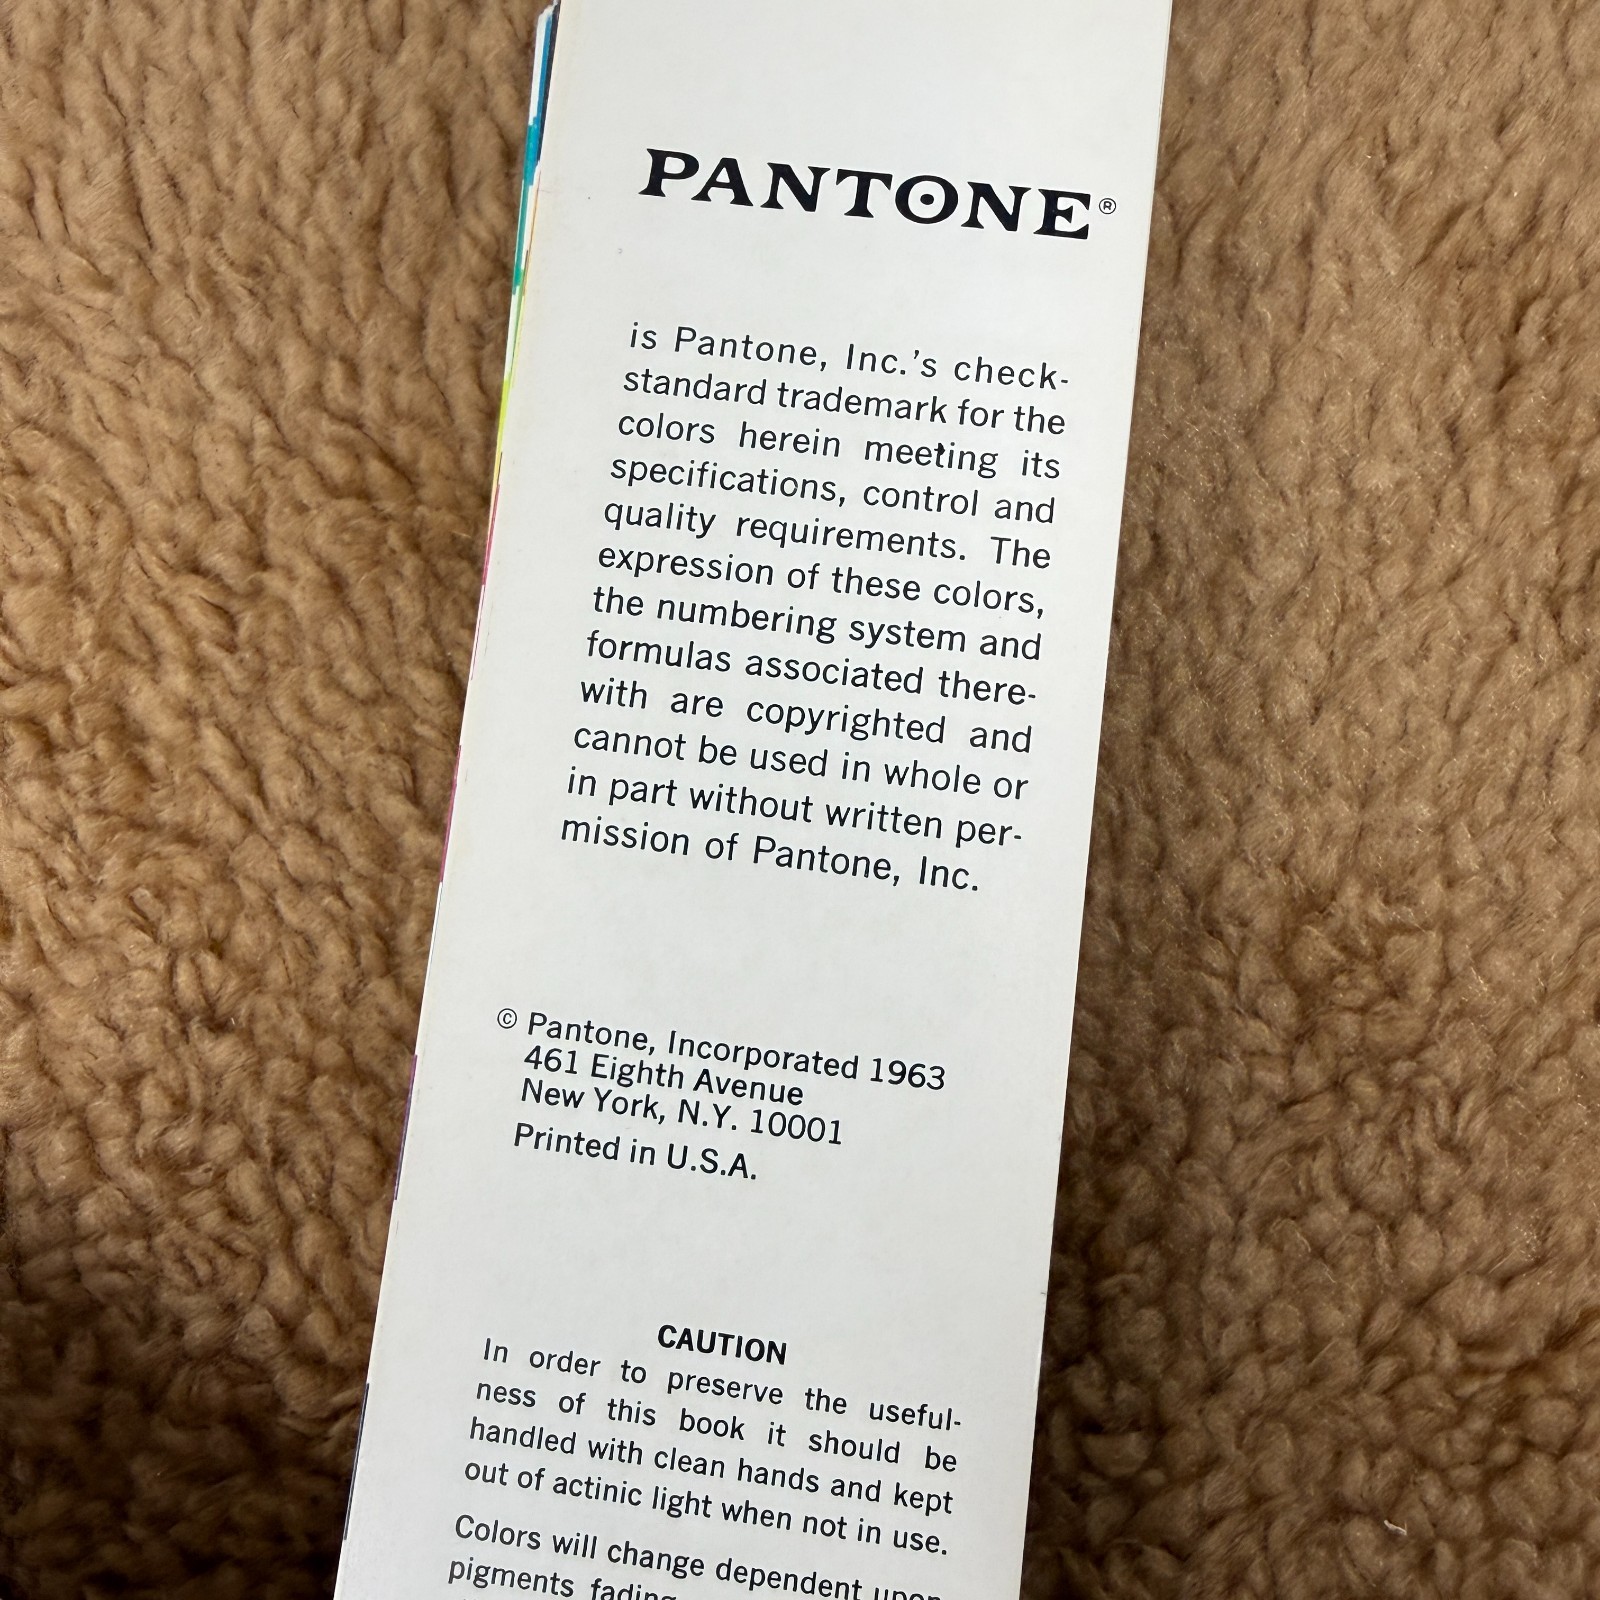 PANTONE®
is Pantone, Inc.'s check-
standard trademark for the
colors herein meeting its
specifications, control and
quality requirements. The
expression of these colors,
the numbering system and
formulas associated there-
with are copyrighted and
cannot be used in whole or
in part without written per-
mission of Pantone, Inc.
© Pantone, Incorporated 1963
461 Eighth Avenue
New York, N.Y. 10001
Printed in U.S.A.
CAUTION
In order to preserve the useful-
ness of this book it should be
handled with clean hands and kept
out of actinic light when not in use.
Colors will change dependent upon
pigments fading